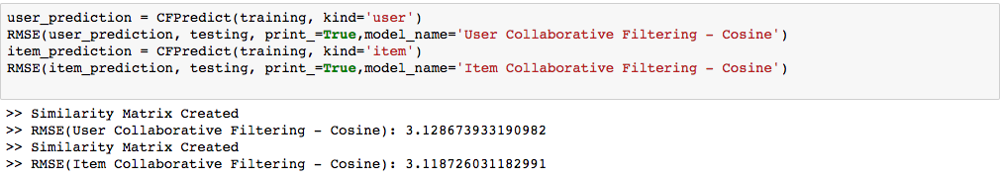 user_prediction = CFPredict(training, kind='user')
RMSE(user_prediction, testing, print_=True,model_name='User Collaborative Filtering - Cosine')
item_prediction = CFPredict(training, kind='item')
RMSE(item_prediction, testing, print_=True,model_name='Item Collaborative Filtering - Cosine')
>> Similarity Matrix Created
>> RMSE(User Collaborative Filtering - Cosine): 3.128673933190982
>> Similarity Matrix Created
>> RMSE(Item Collaborative Filtering - Cosine): 3.118726031182991